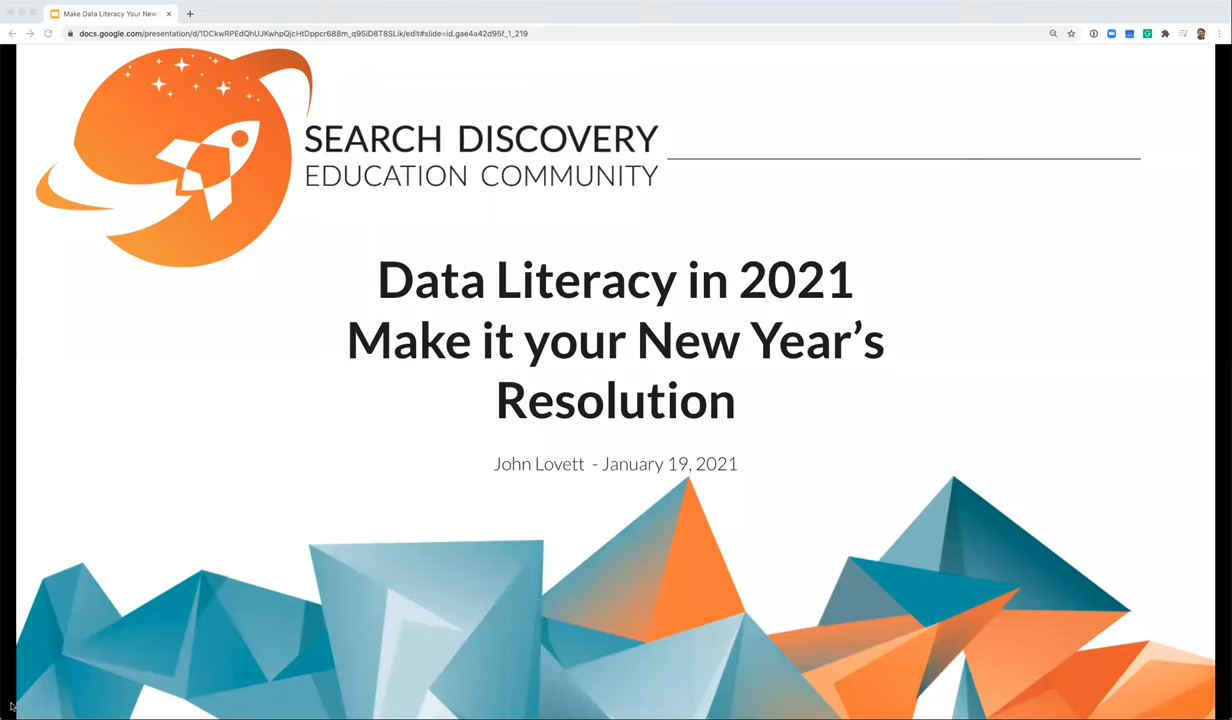 Make Data Literacy Your New
docs.google.com/presentation/d/1DCkwRPEdQhUJKwhpQjcHtDppcr688m_q9SiD8T8SLik/edit#slide=id.gae4a42d95f_1_219
SEARCH DISCOVERY
EDUCATION COMMUNITY
Data Literacy in 2021
Make it your New Year’s
Resolution
John Lovett - January 19, 2021